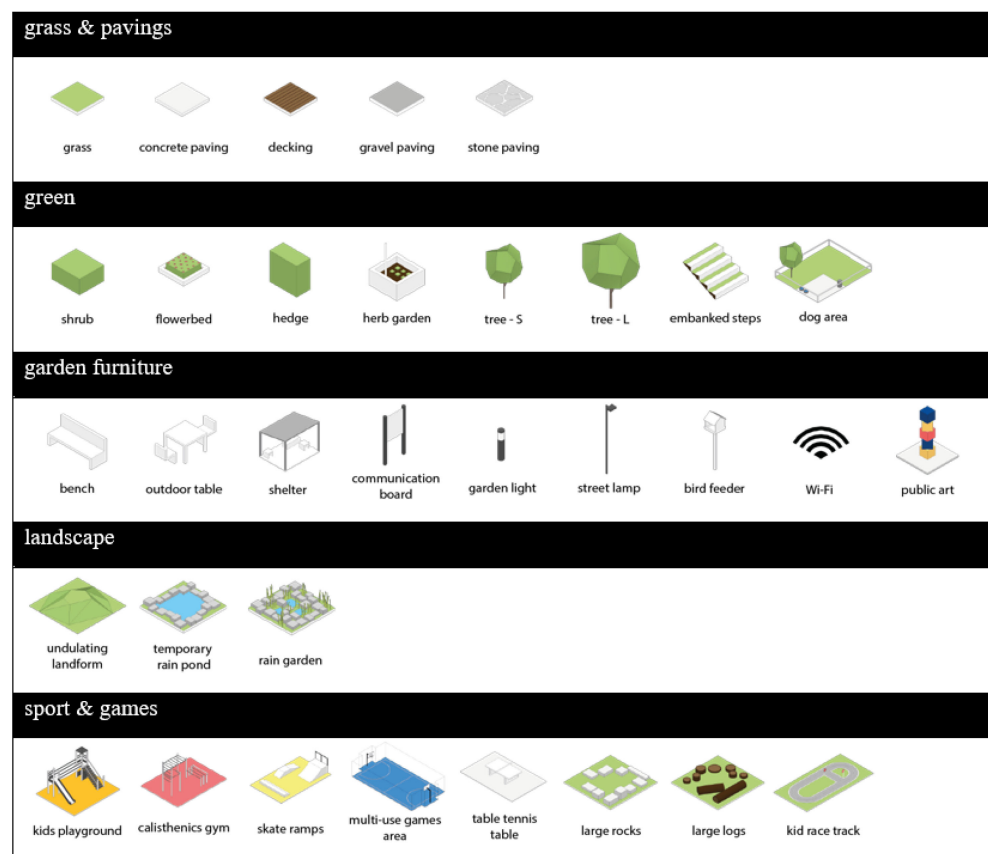 grass & pavings
grass
concrete paving
decking
gravel paving
stone paving
green
shrub
flowerbed
hedge
herb garden
tree - S
tree - L
embanked steps
dog area
garden furniture
bench
outdoor table
shelter
communication
board
garden light
street lamp
bird feeder
Wi-Fi
public art
landscape
undulating
landform
temporary
rain pond
rain garden
sport & games
kids playground
calisthenics gym
skate ramps
multi-use games
area
table tennis
table
large rocks
large logs
kid race track